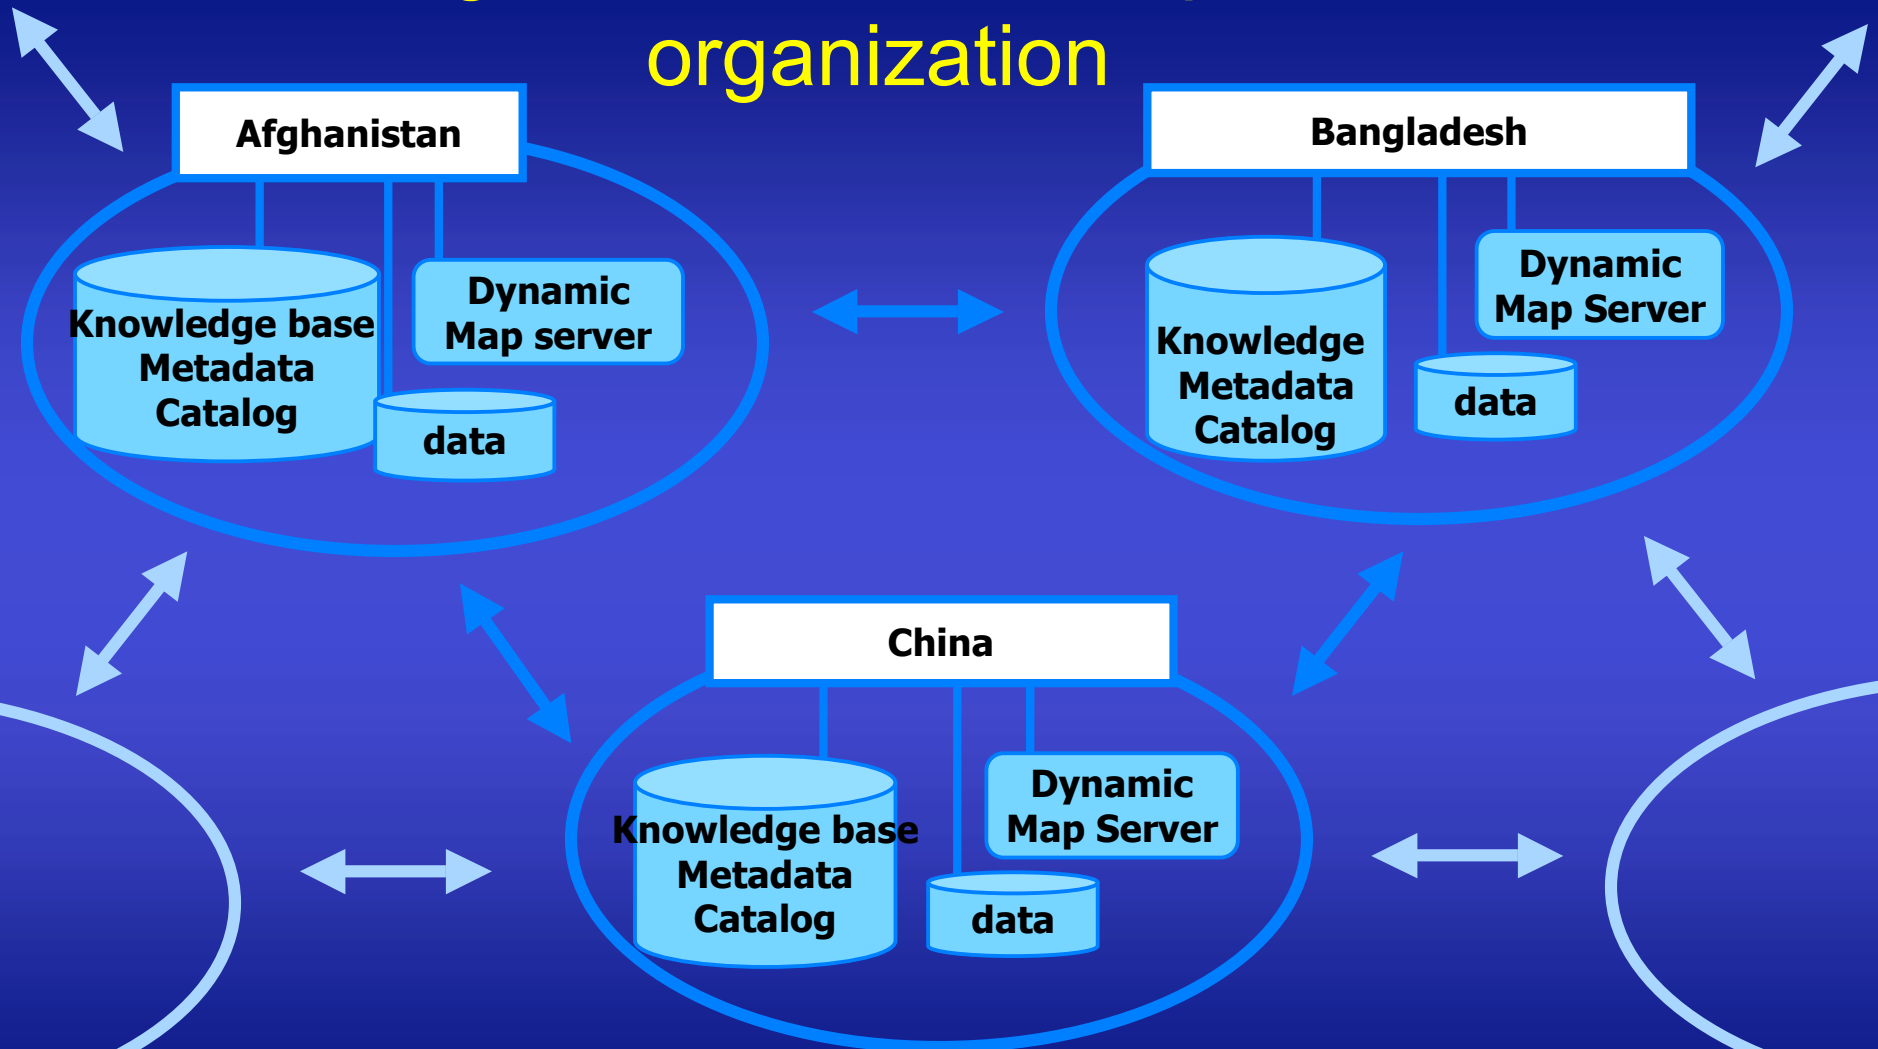 organization
Afghanistan
Bangladesh
Knowledge base
Metadata
Catalog
Dynamic
Map server
data
Knowledge
Metadata
Catalog
Dynamic
Map Server
data
China
Knowledge base
Metadata
Catalog
Dynamic
Map Server
data